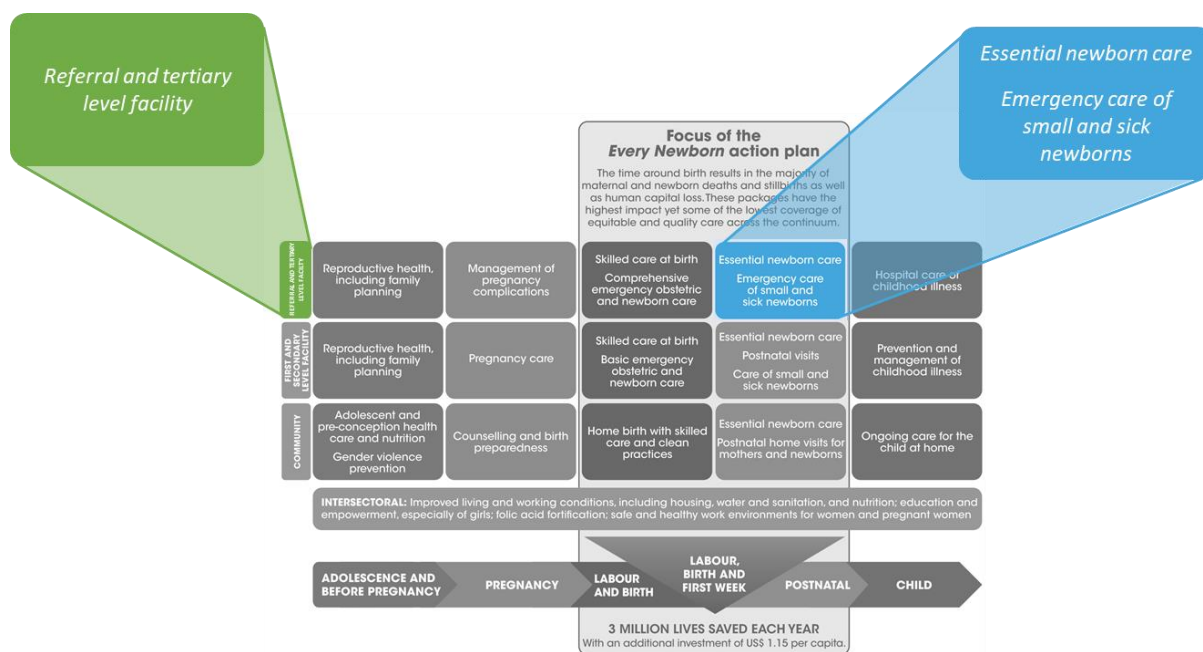 Referral and tertiary
level facility
Essential newborn care
Emergency care of
small and sick
newborns
Focus of the
Every Newborn action plan
The time around birth results in the majority of
maternal and newborn deaths and stillbirths as well
as human capital loss. These packages have the
highest impact yet some of the lowest coverage of
equitable and quality care across the continuum.
REFERRAL AND TERTIARY
LEVEL FACILITY
Reproductive health,
including family
planning
Management of
pregnancy
complications
Skilled care at birth
Comprehensive
emergency obstetric
and newborn care
Essential newborn care
Emergency care
of small and
sick newborns
Hospital care of
childhood illness
FIRST AND
SECONDARY
LEVEL FACILITY
Reproductive health,
including family
planning
Pregnancy care
Skilled care at birth
Basic emergency
obstetric and
newborn care
Essential newborn care
Postnatal visits
Care of small and
sick newborns
Prevention and
management of
childhood illness
COMMUNITY
Adolescent and
pre-conception health
care and nutrition
Gender violence
prevention
Counselling and birth
preparedness
Home birth with skilled
care and clean
practices
Essential newborn care
Postnatal home visits for
mothers and newborns
Ongoing care for the
child at home
INTERSECTORAL: Improved living and working conditions, including housing, water and sanitation, and nutrition; education and
empowerment, especially of girls; folic acid fortification; safe and healthy work environments for women and pregnant women
ADOLESCENCE AND
BEFORE PREGNANCY
PREGNANCY
LABOUR
AND BIRTH
LABOUR,
BIRTH AND
FIRST WEEK
POSTNATAL
CHILD
3 MILLION LIVES SAVED EACH YEAR
With an additional investment of US$ 1.15 per capita.